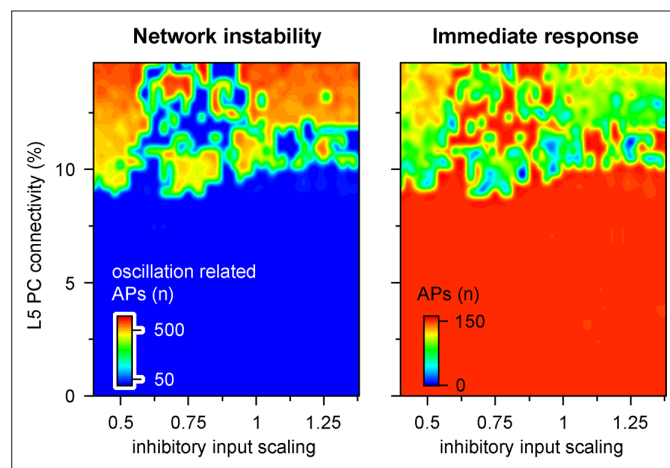 Network instability
Immediate response
L5 PC connectivity (%)
10
5
0
oscillation related
APs (n)
500
50
APs (n)
150
0
0.5
0.75
1
1.25
0.5
0.75
1
1.25
inhibitory input scaling
inhibitory input scaling